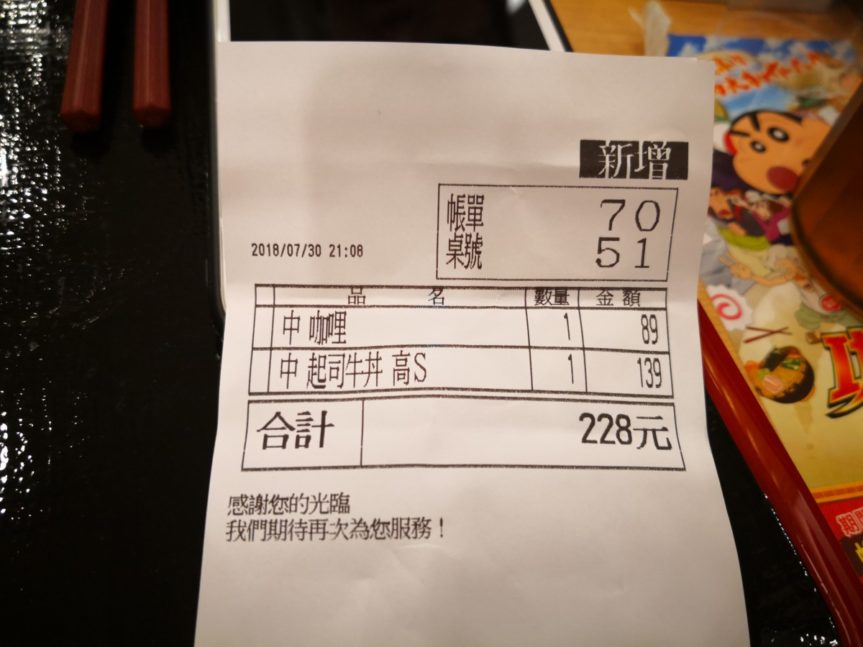 新增
帳單 70
桌號 51
2018/07/30 21:08
品 名 數量 金額
中 咖哩 1 89
中 起司牛丼 高S 1 139
合計 228元
感謝您的光臨
我們期待再次為您服務！